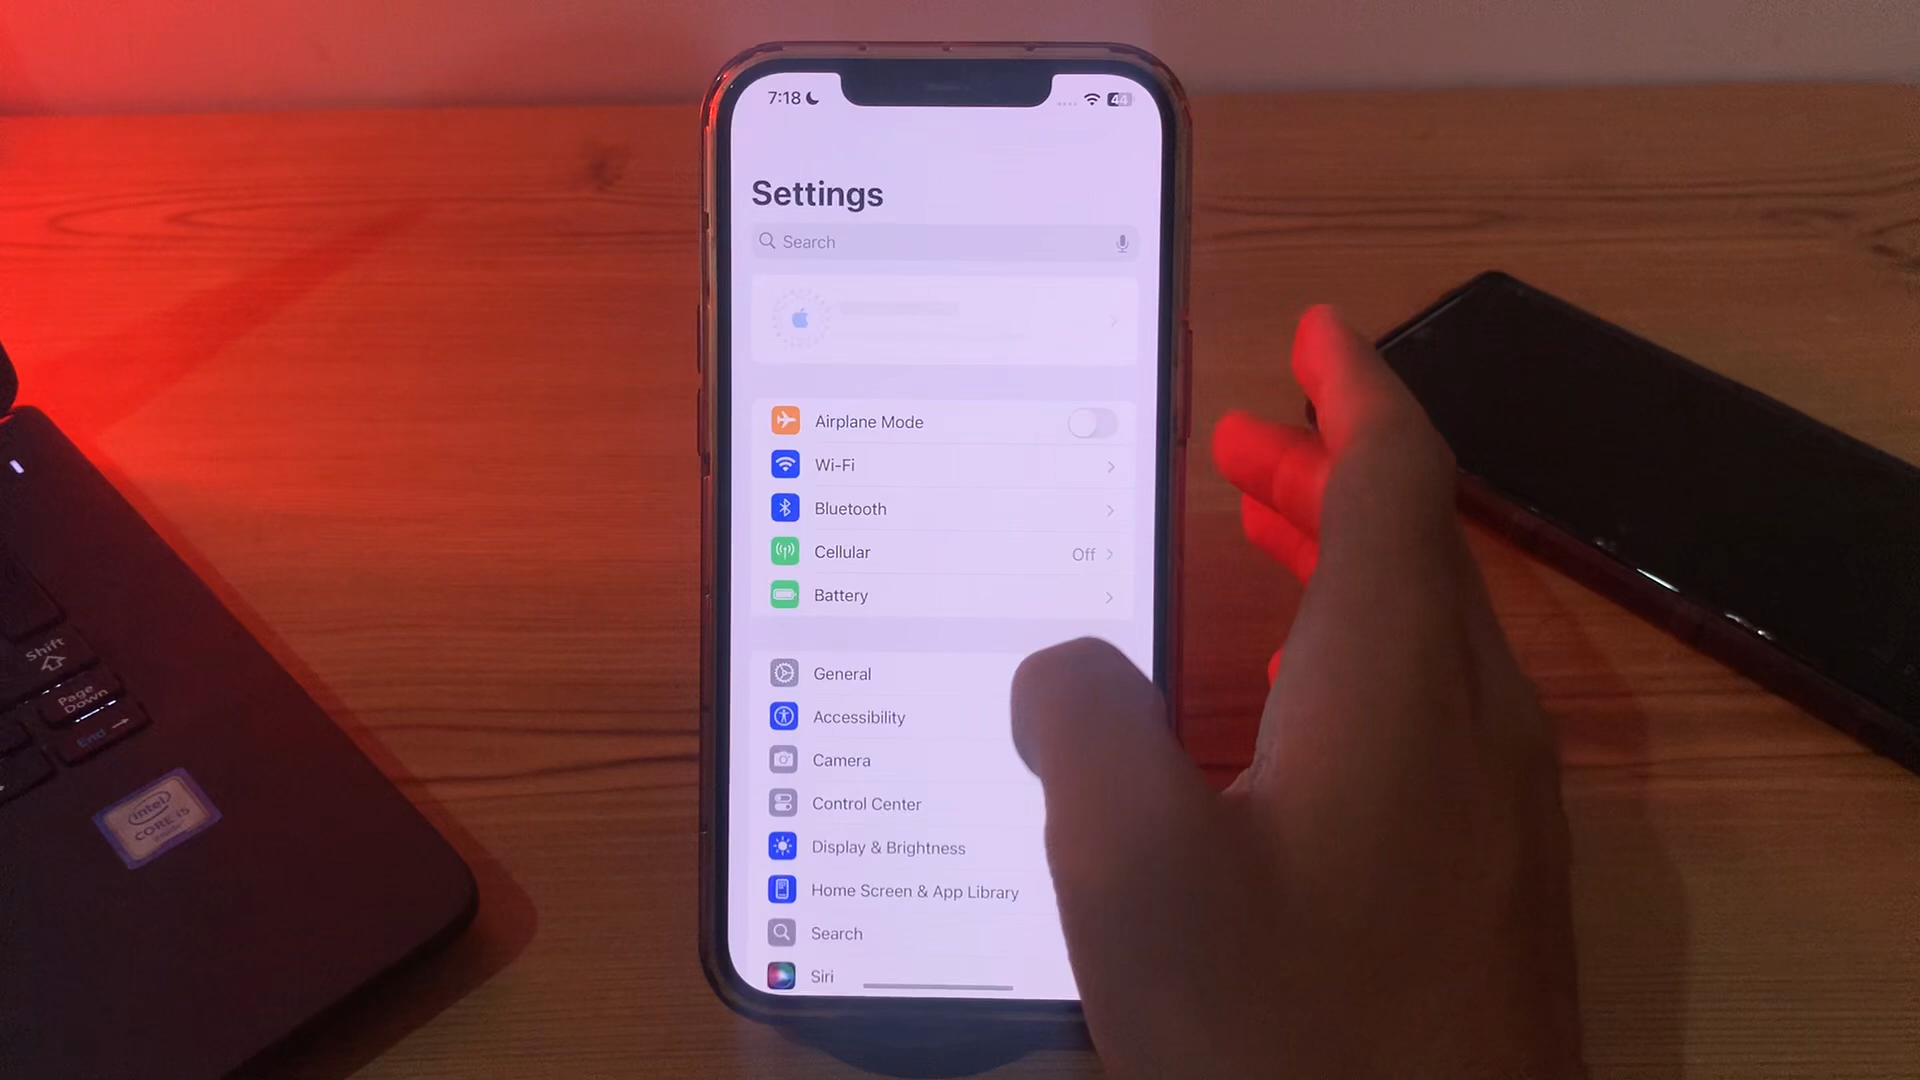 7:18
44
Settings
Search
Airplane Mode
Wi-Fi
Bluetooth
Cellular Off
Battery
General
Accessibility
Camera
Control Center
Display & Brightness
Home Screen & App Library
Search
Siri
Shift
Page
Down
End
intel
CORE i5